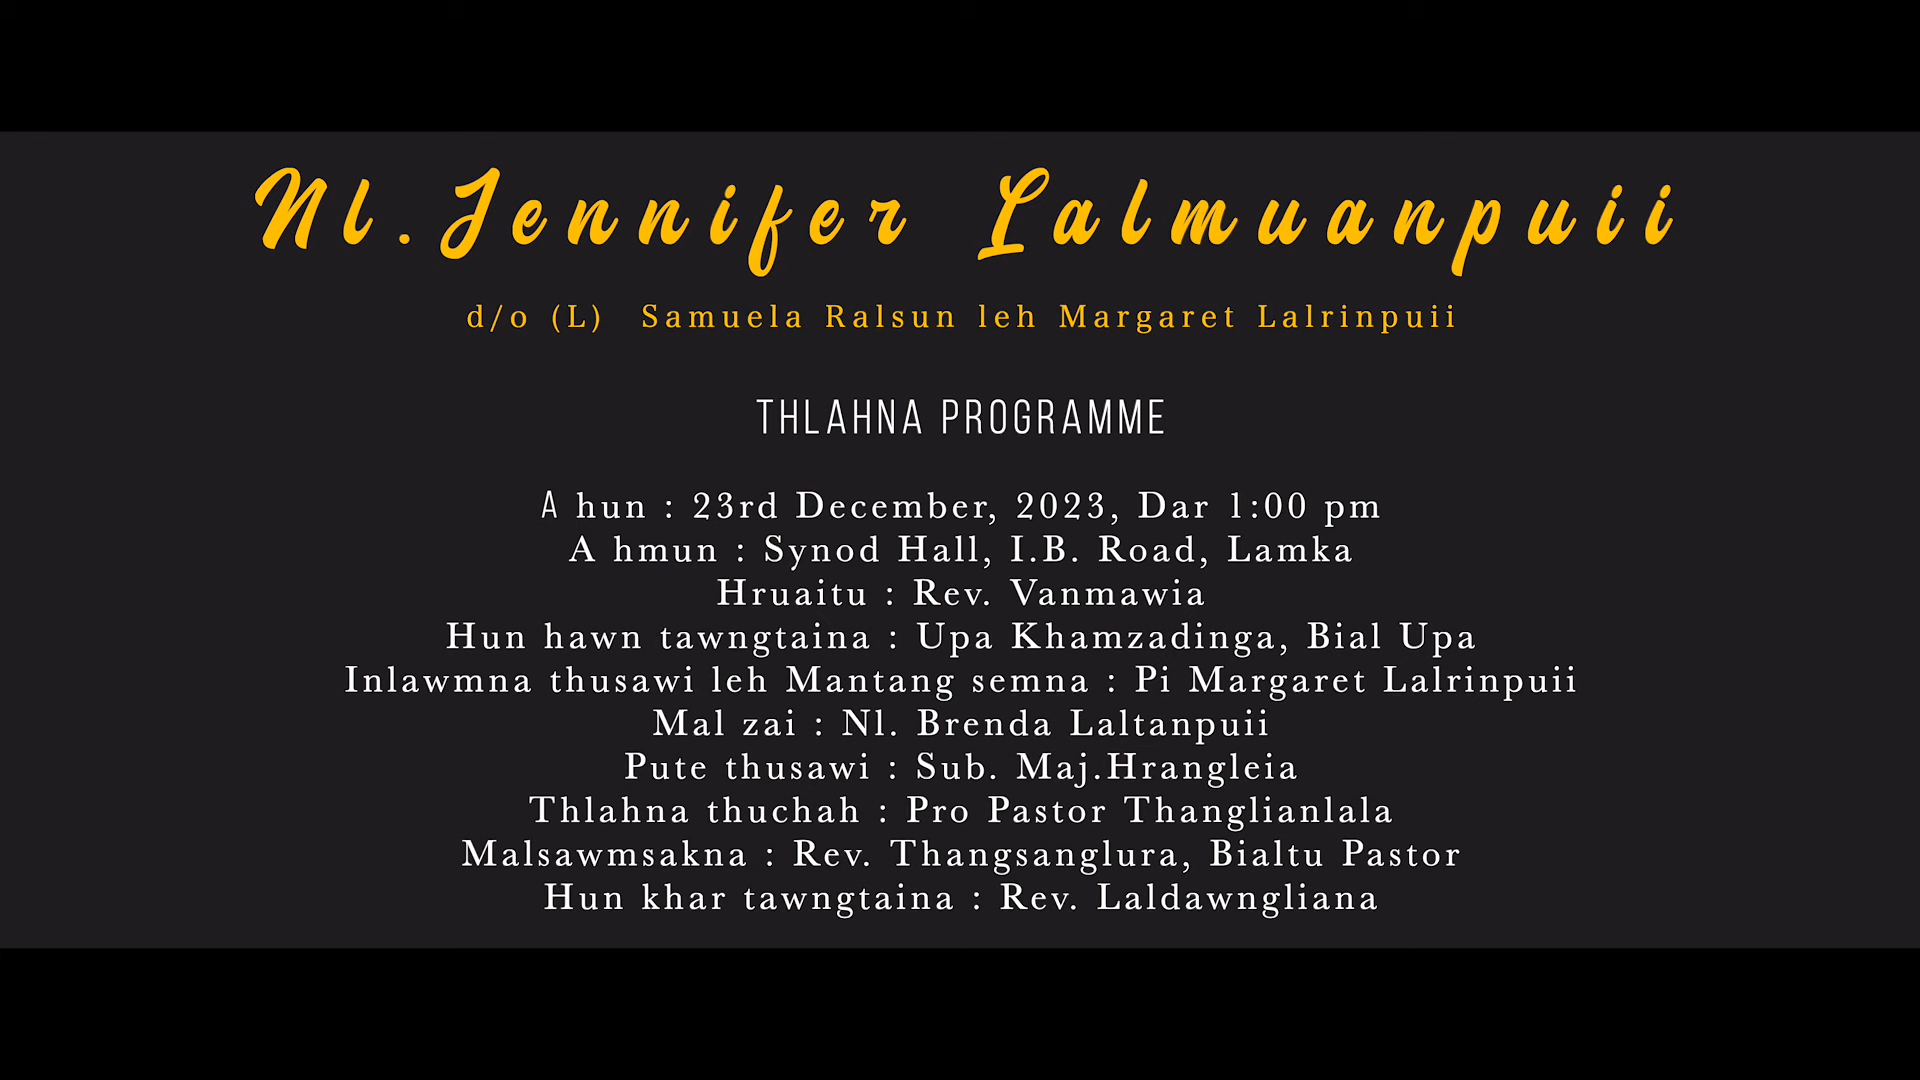 Nl.Jennifer Lalmuanpuii
d/o (L) Samuela Ralsun leh Margaret Lalrinpuii
THLAHNA PROGRAMME
A hun : 23rd December, 2023, Dar 1:00 pm
A hmun : Synod Hall, I.B. Road, Lamka
Hruaitu : Rev. Vanmawia
Hun hawn tawngtaina : Upa Khamzadinga, Bial Upa
Inlawmna thusawi leh Mantang semna : Pi Margaret Lalrinpuii
Mal zai : Nl. Brenda Laltanpuii
Pute thusawi : Sub. Maj.Hrangleia
Thlahna thuchah : Pro Pastor Thanglianlala
Malsawmsakna : Rev. Thangsanglura, Bialtu Pastor
Hun khar tawngtaina : Rev. Laldawngliana